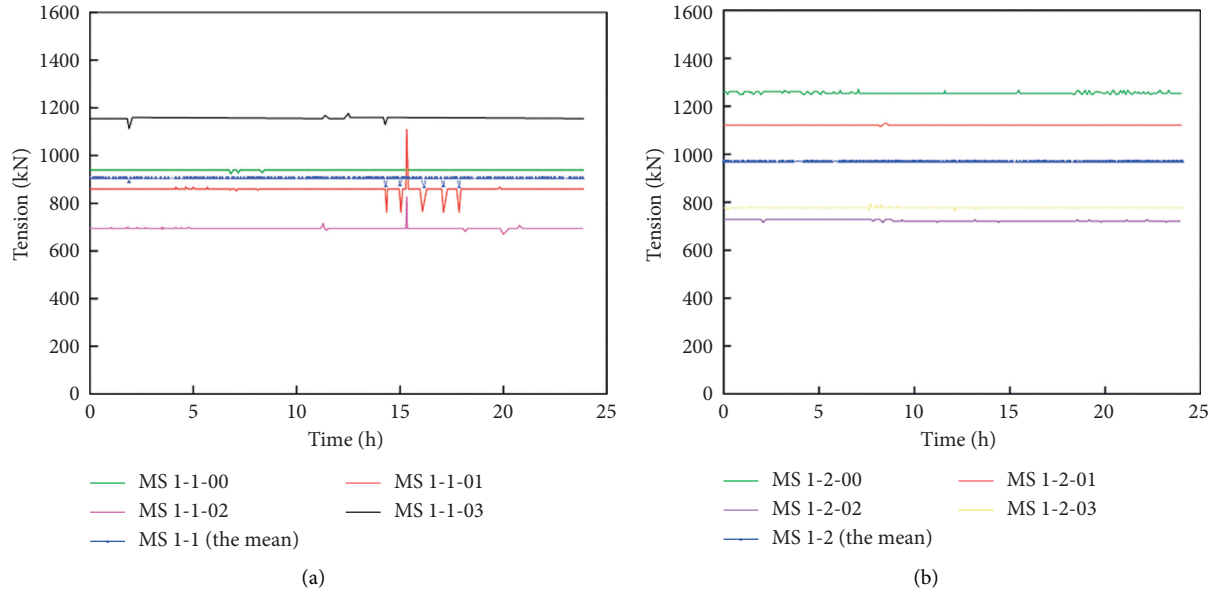 1600
1400
1200
1000
800
600
400
200
0
Tension (kN)
0 5 10 15 20 25
Time (h)
MS 1-1-00 MS 1-1-01
MS 1-1-02 MS 1-1-03
MS 1-1 (the mean)
(a)
1600
1400
1200
1000
800
600
400
200
0
Tension (kN)
0 5 10 15 20 25
Time (h)
MS 1-2-00 MS 1-2-01
MS 1-2-02 MS 1-2-03
MS 1-2 (the mean)
(b)